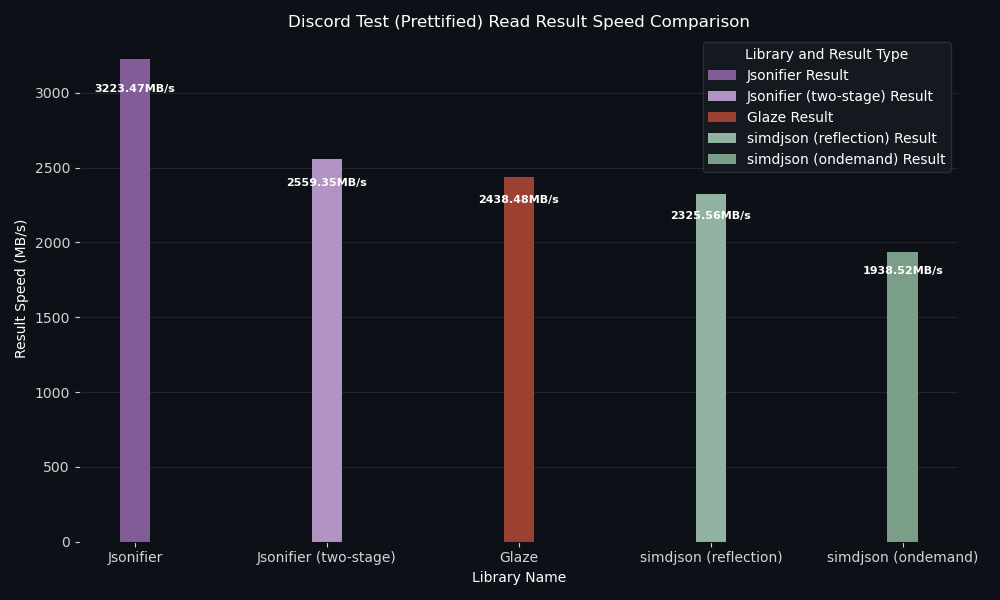 Discord Test (Prettified) Read Result Speed Comparison
Library and Result Type
Jsonifier Result
Jsonifier (two-stage) Result
Glaze Result
simdjson (reflection) Result
simdjson (ondemand) Result
Result Speed (MB/s)
3000
2500
2000
1500
1000
500
0
3223.47MB/s
2559.35MB/s
2438.48MB/s
2325.56MB/s
1938.52MB/s
Jsonifier
Jsonifier (two-stage)
Glaze
simdjson (reflection)
simdjson (ondemand)
Library Name